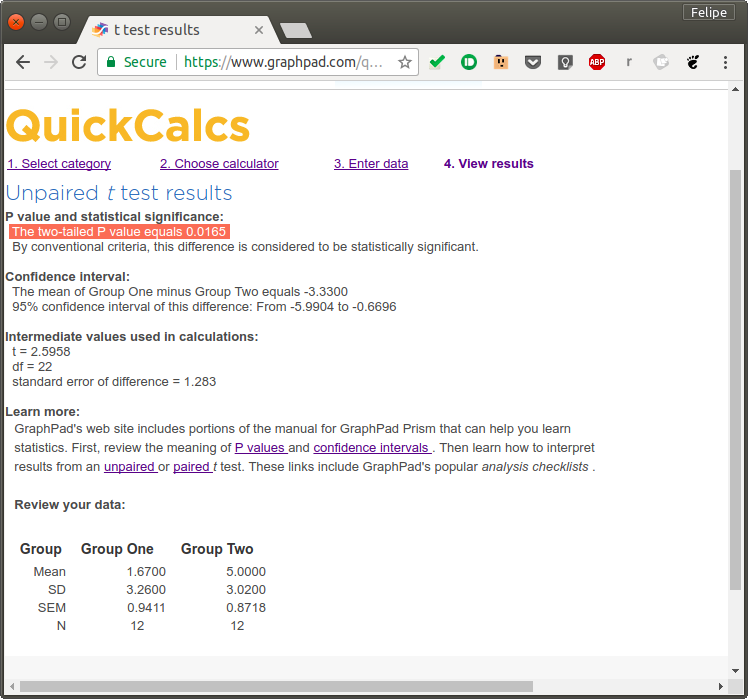 Felipe
t test results
Secure https://www.graphpad.com/q...
ABP r
QuickCalcs
1. Select category 2. Choose calculator 3. Enter data 4. View results
Unpaired t test results
P value and statistical significance:
The two-tailed P value equals 0.0165
By conventional criteria, this difference is considered to be statistically significant.
Confidence interval:
The mean of Group One minus Group Two equals -3.3300
95% confidence interval of this difference: From -5.9904 to -0.6696
Intermediate values used in calculations:
t = 2.5958
df = 22
standard error of difference = 1.283
Learn more:
GraphPad's web site includes portions of the manual for GraphPad Prism that can help you learn
statistics. First, review the meaning of P values and confidence intervals . Then learn how to interpret
results from an unpaired or paired t test. These links include GraphPad's popular analysis checklists .
Review your data:
Group Group One Group Two
Mean 1.6700 5.0000
SD 3.2600 3.0200
SEM 0.9411 0.8718
N 12 12